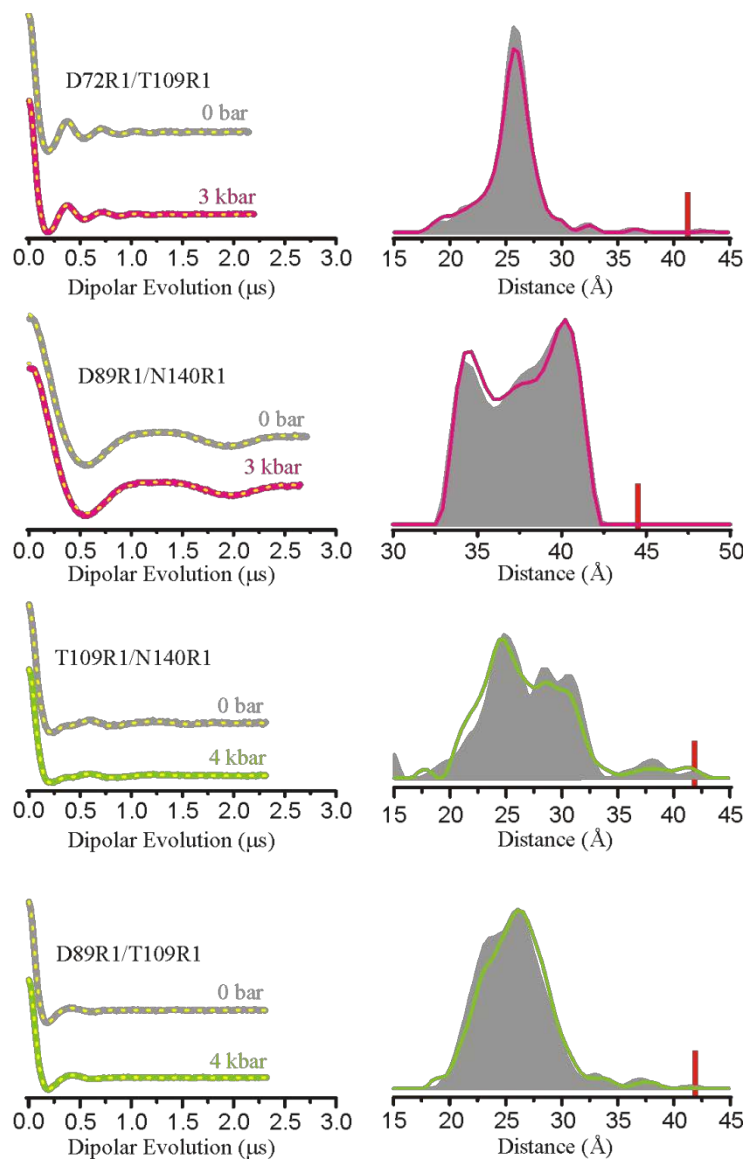 D72R1/T109R1
0 bar
3 kbar
0.0 0.5 1.0 1.5 2.0 2.5 3.0
Dipolar Evolution (μs)
15 20 25 30 35 40 45
Distance (Å)
D89R1/N140R1
0 bar
3 kbar
0.0 0.5 1.0 1.5 2.0 2.5 3.0
Dipolar Evolution (μs)
30 35 40 45 50
Distance (Å)
T109R1/N140R1
0 bar
4 kbar
0.0 0.5 1.0 1.5 2.0 2.5 3.0
Dipolar Evolution (μs)
15 20 25 30 35 40 45
Distance (Å)
D89R1/T109R1
0 bar
4 kbar
0.0 0.5 1.0 1.5 2.0 2.5 3.0
Dipolar Evolution (μs)
15 20 25 30 35 40 45
Distance (Å)